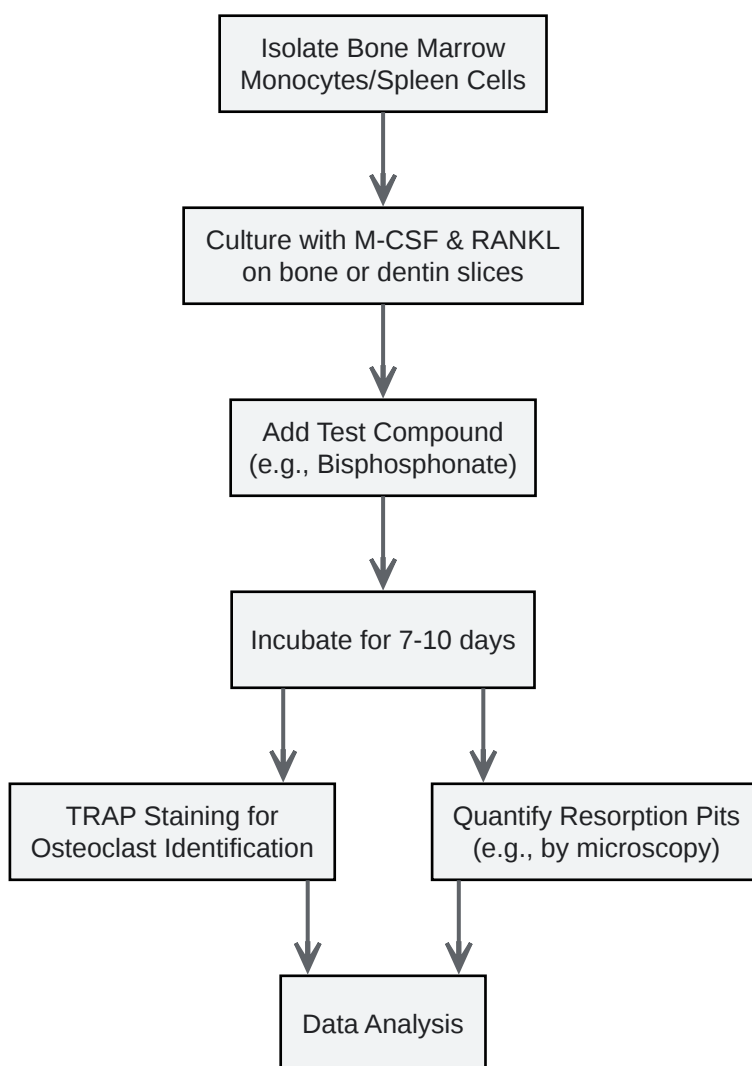 Isolate Bone Marrow
Monocytes/Spleen Cells
Culture with M-CSF & RANKL
on bone or dentin slices
Add Test Compound
(e.g., Bisphosphonate)
Incubate for 7-10 days
TRAP Staining for
Osteoclast Identification
Quantify Resorption Pits
(e.g., by microscopy)
Data Analysis